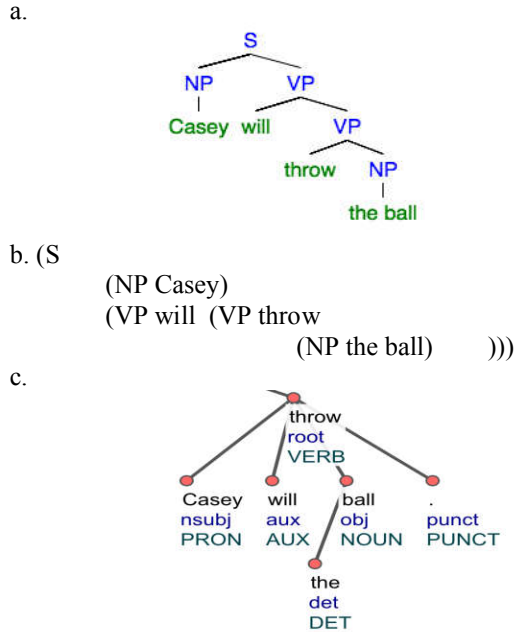 a.
S
NP VP
Casey will VP
throw NP
the ball
b. (S
(NP Casey)
(VP will (VP throw
(NP the ball) )))
c.
throw
root
VERB
Casey will ball .
nsubj aux obj punct
PRON AUX NOUN PUNCT
the
det
DET